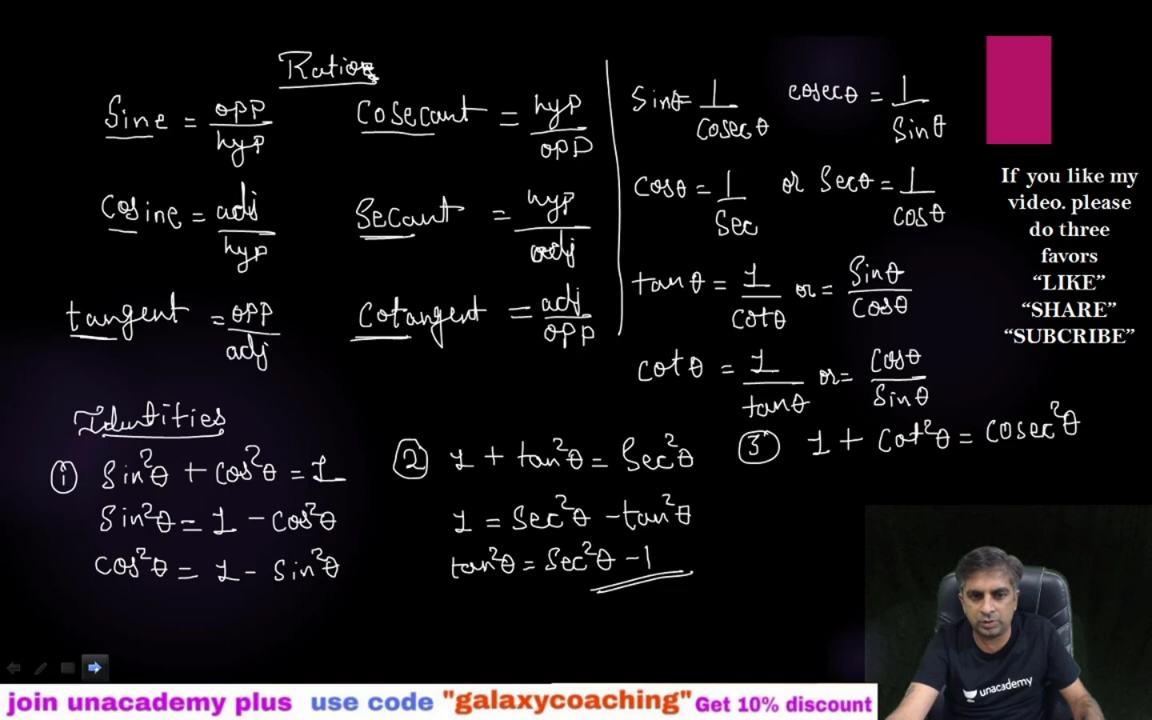 Ratios
Sine = opp/hyp
Cosecant = hyp/opp
Cosine = adj/hyp
Secant = hyp/adj
tangent = opp/adj
Cotangent = adj/opp
Sinθ = 1/Cosecθ
Cosecθ = 1/Sinθ
Cosθ = 1/Sec or Secθ = 1/Cosθ
tanθ = 1/Cotθ or = Sinθ/Cosθ
Cotθ = 1/tanθ or = Cosθ/Sinθ
Identities
① Sin²θ + Cos²θ = 1
Sin²θ = 1 - Cos²θ
Cos²θ = 1 - Sin²θ
② 1 + tan²θ = Sec²θ
1 = Sec²θ - tan²θ
tan²θ = Sec²θ - 1
③ 1 + Cot²θ = Cosec²θ
If you like my
video. please
do three
favors
“LIKE”
“SHARE”
“SUBCRIBE”
unacademy
join unacademy plus use code "galaxycoaching" Get 10% discount